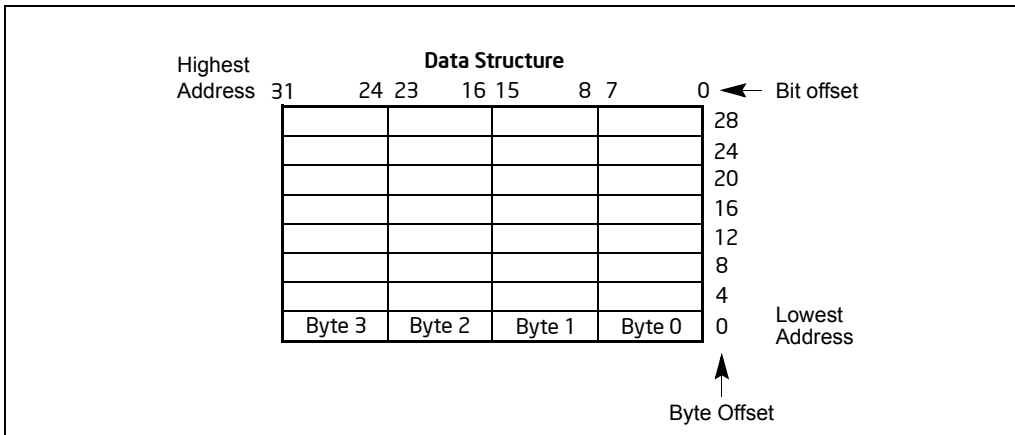 Data Structure
Highest
Address
31 24 23 16 15 8 7 0
Bit offset
28
24
20
16
12
8
4
Byte 3 Byte 2 Byte 1 Byte 0 0
Lowest
Address
Byte Offset